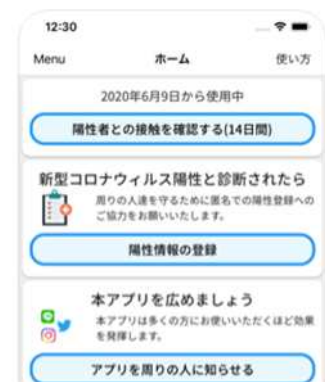 12:30
Menu ホーム 使い方
2020年6月9日から使用中
陽性者との接触を確認する(14日間)
新型コロナウィルス陽性と診断されたら
周りの人達を守るために匿名での陽性登録への
ご協力をお願いいたします。
陽性情報の登録
本アプリを広めましょう
本アプリは多くの方にお使いいただくほど効果
を発揮します。
アプリを周りの人に知らせる